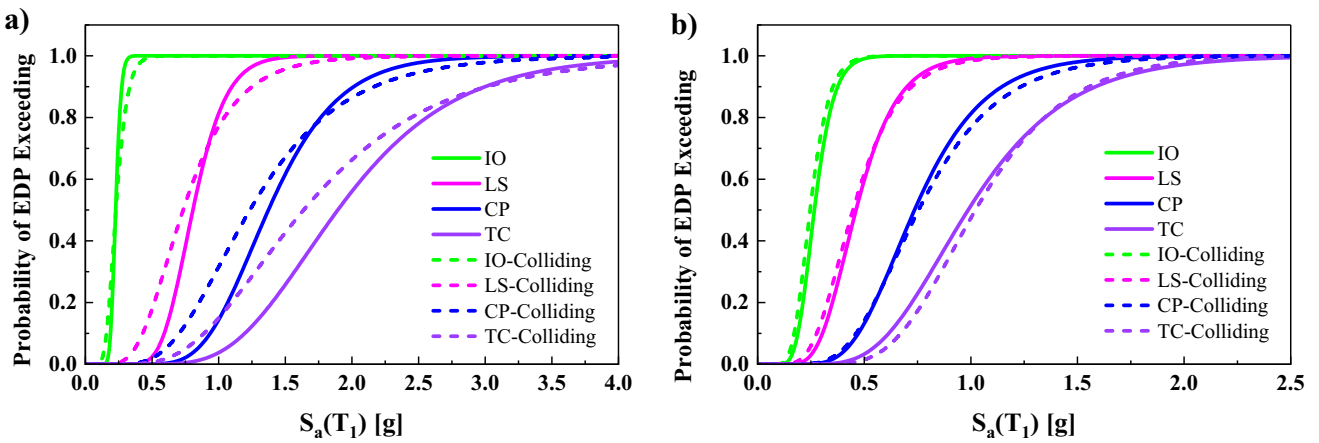 a)
Probability of EDP Exceeding
1.0
0.8
0.6
0.4
0.2
0.0
IO
LS
CP
TC
IO-Colliding
LS-Colliding
CP-Colliding
TC-Colliding
0.0 0.5 1.0 1.5 2.0 2.5 3.0 3.5 4.0
Sa(T1) [g]
b)
Probability of EDP Exceeding
1.0
0.8
0.6
0.4
0.2
0.0
IO
LS
CP
TC
IO-Colliding
LS-Colliding
CP-Colliding
TC-Colliding
0.0 0.5 1.0 1.5 2.0 2.5
Sa(T1) [g]